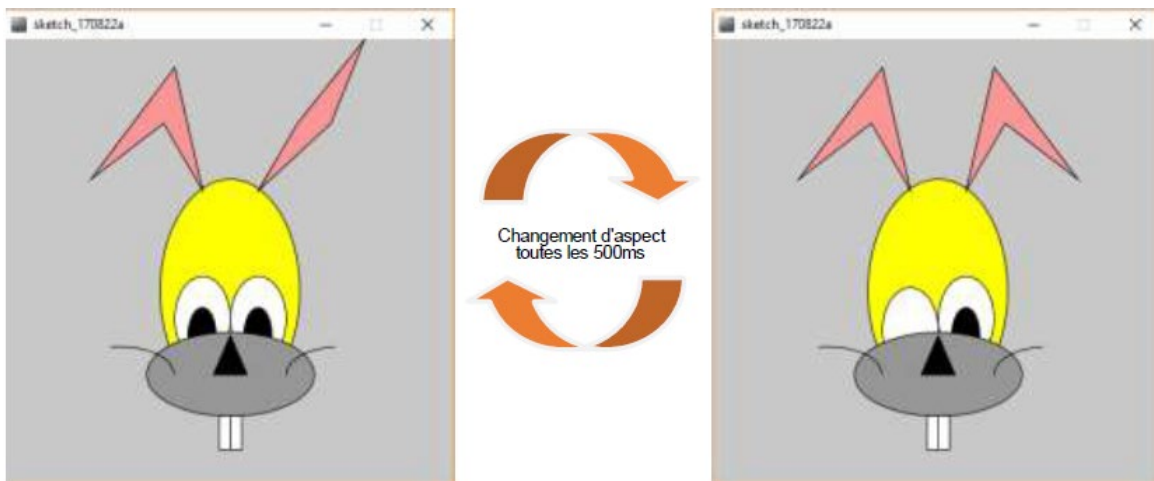 sketch_170822a
sketch_170822a
Changement d'aspect
toutes les 500ms